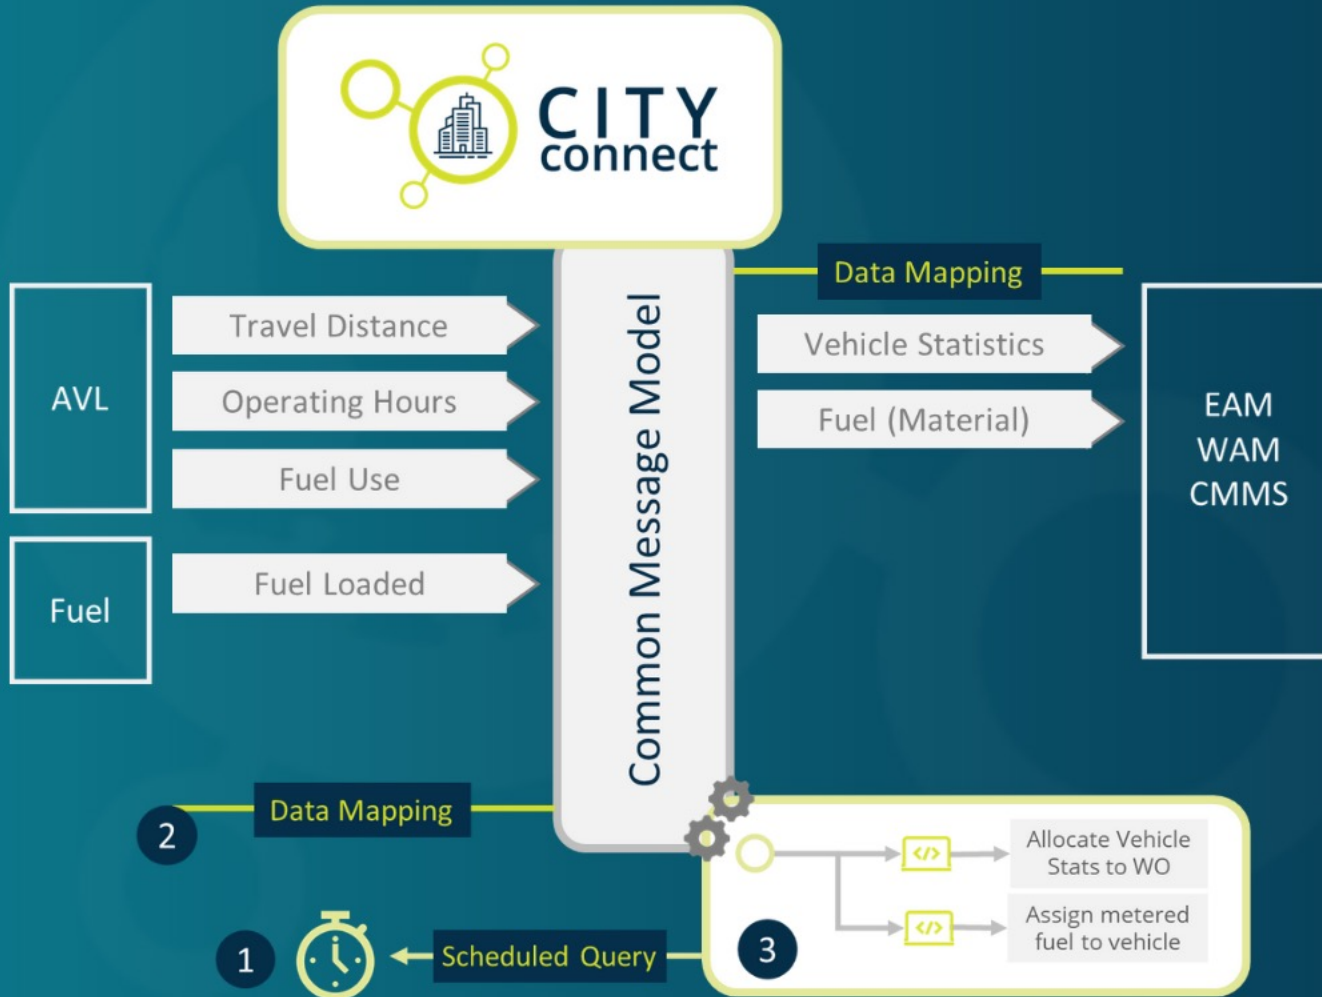 CITY
connect
Data Mapping
Travel Distance
Operating Hours
Fuel Use
AVL
Fuel Loaded
Fuel
Common Message Model
Vehicle Statistics
Fuel (Material)
EAM
WAM
CMMS
2
Data Mapping
1
Scheduled Query
3
</>
Allocate Vehicle
Stats to WO
</>
Assign metered
fuel to vehicle